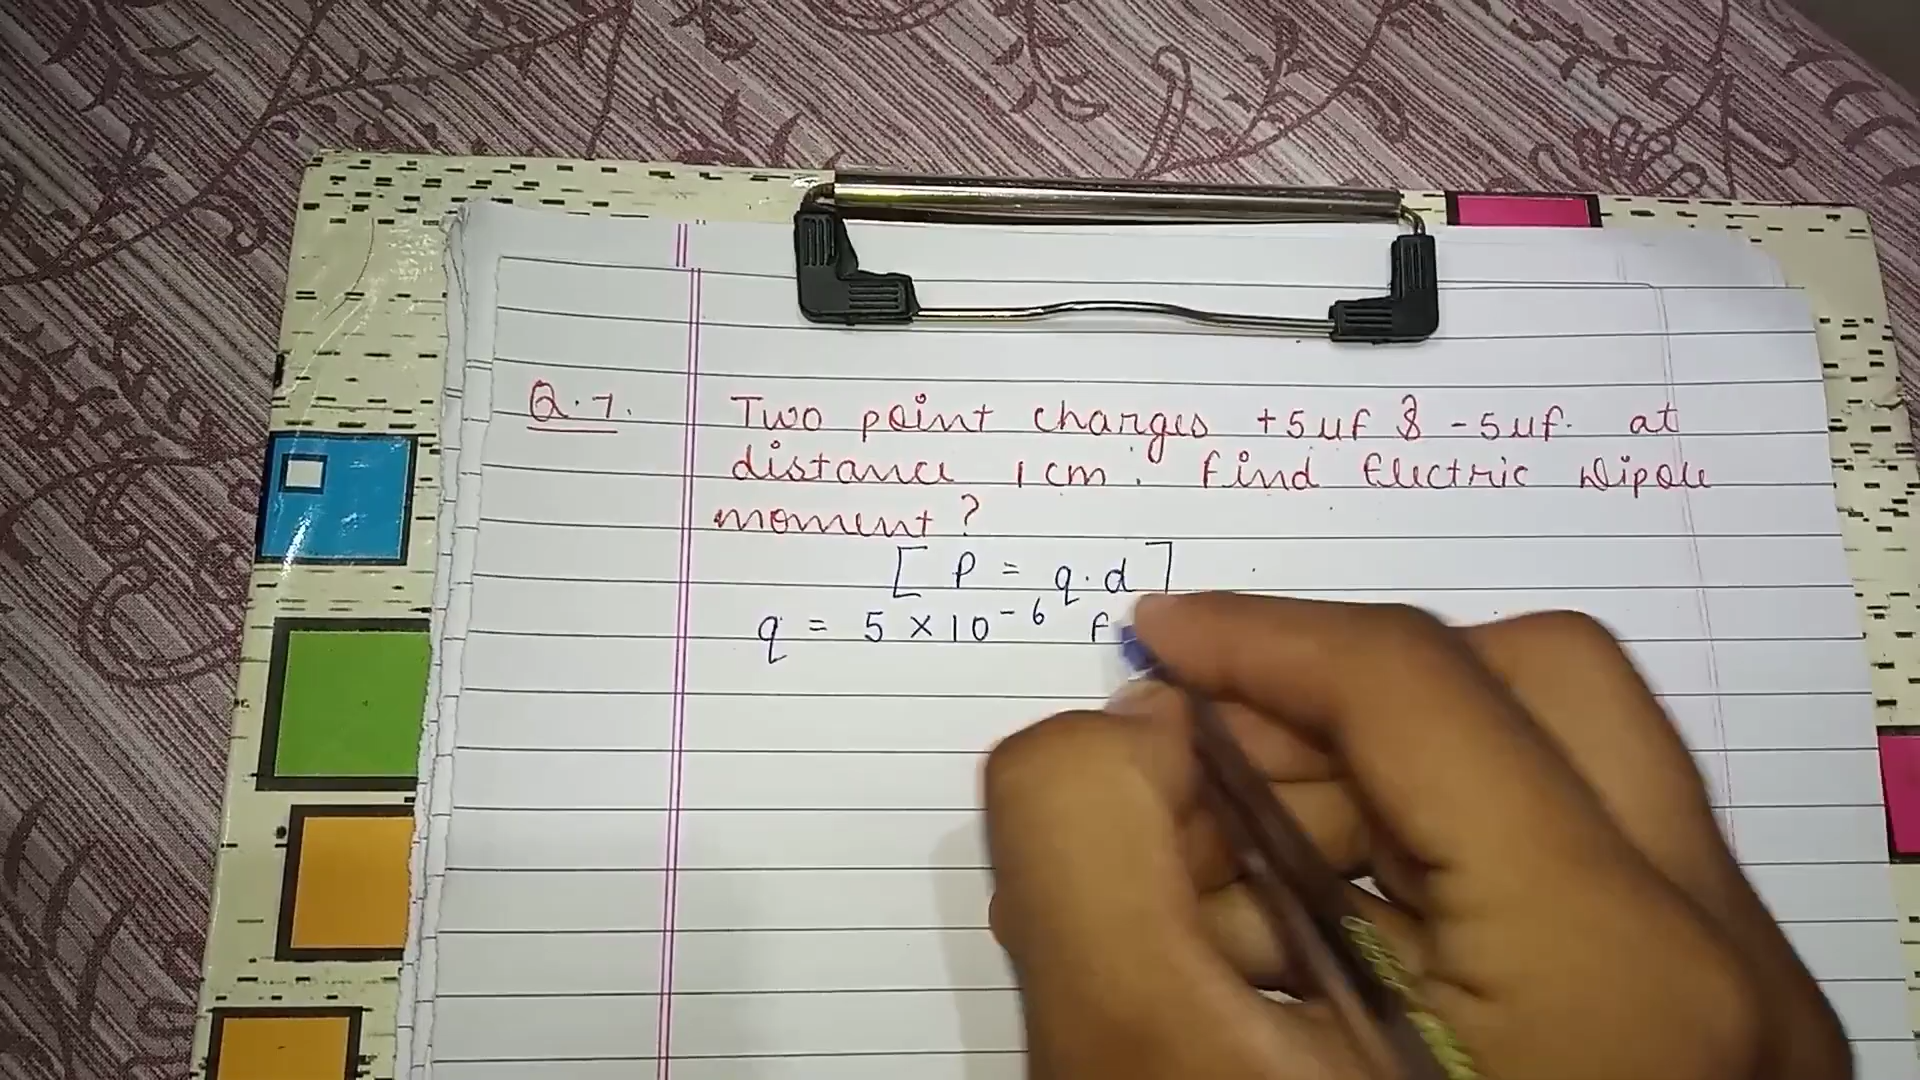 Q.7. Two point charges +5uf & -5uf. at
distance 1cm. find Electric Dipole
moment?
[P = q.d]
q = 5 × 10⁻⁶ f